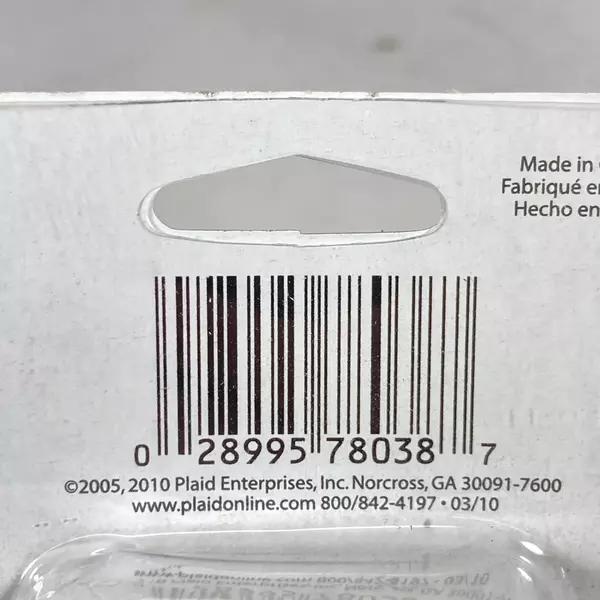 Made in
Fabriqué
Hecho en
0 28995 78038 7
©2005, 2010 Plaid Enterprises, Inc. Norcross, GA 30091-7600
www.plaidonline.com 800/842-4197 • 03/10